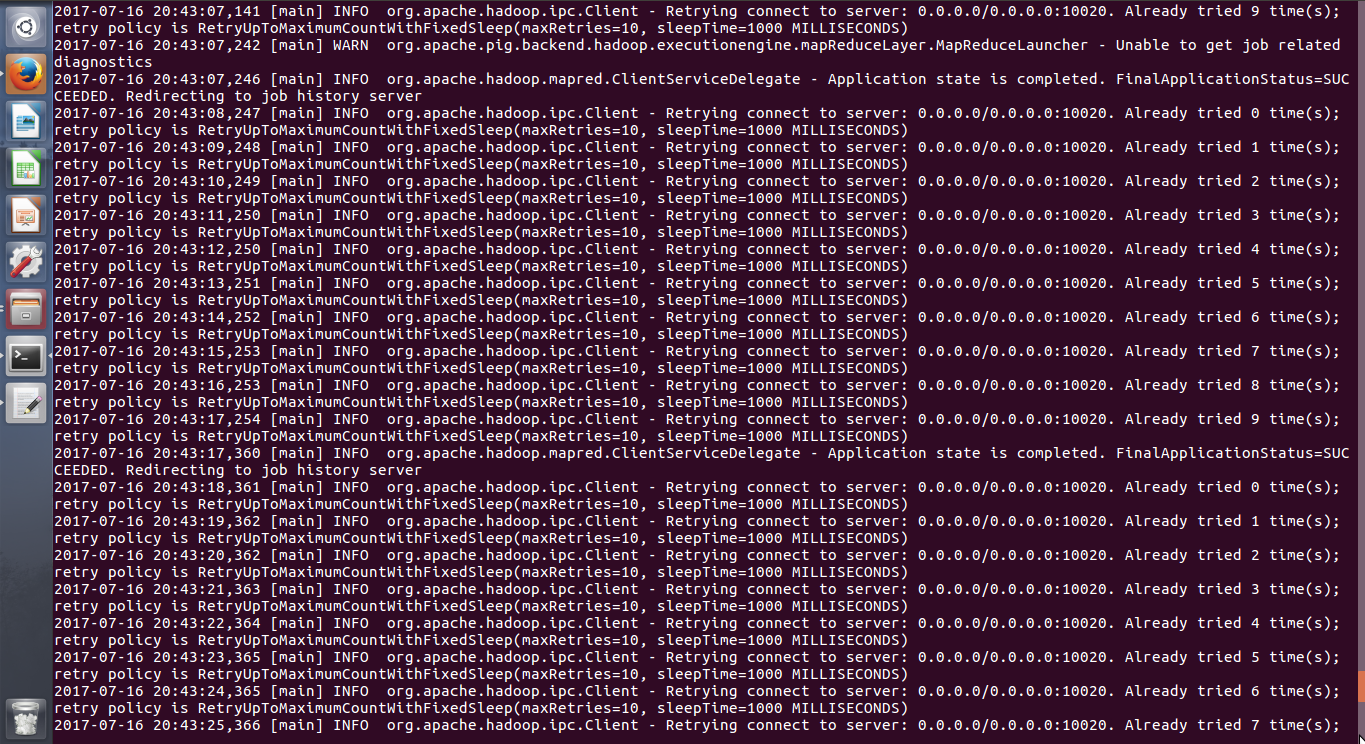 2017-07-16 20:43:07,141 [main] INFO  org.apache.hadoop.ipc.Client - Retrying connect to server: 0.0.0.0/0.0.0.0:10020. Already tried 9 time(s);
retry policy is RetryUpToMaximumCountWithFixedSleep(maxRetries=10, sleepTime=1000 MILLISECONDS)
2017-07-16 20:43:07,242 [main] WARN  org.apache.pig.backend.hadoop.executionengine.mapReduceLayer.MapReduceLauncher - Unable to get job related
diagnostics
2017-07-16 20:43:07,246 [main] INFO  org.apache.hadoop.mapred.ClientServiceDelegate - Application state is completed. FinalApplicationStatus=SUC
CEEDED. Redirecting to job history server
2017-07-16 20:43:08,247 [main] INFO  org.apache.hadoop.ipc.Client - Retrying connect to server: 0.0.0.0/0.0.0.0:10020. Already tried 0 time(s);
retry policy is RetryUpToMaximumCountWithFixedSleep(maxRetries=10, sleepTime=1000 MILLISECONDS)
2017-07-16 20:43:09,248 [main] INFO  org.apache.hadoop.ipc.Client - Retrying connect to server: 0.0.0.0/0.0.0.0:10020. Already tried 1 time(s);
retry policy is RetryUpToMaximumCountWithFixedSleep(maxRetries=10, sleepTime=1000 MILLISECONDS)
2017-07-16 20:43:10,249 [main] INFO  org.apache.hadoop.ipc.Client - Retrying connect to server: 0.0.0.0/0.0.0.0:10020. Already tried 2 time(s);
retry policy is RetryUpToMaximumCountWithFixedSleep(maxRetries=10, sleepTime=1000 MILLISECONDS)
2017-07-16 20:43:11,250 [main] INFO  org.apache.hadoop.ipc.Client - Retrying connect to server: 0.0.0.0/0.0.0.0:10020. Already tried 3 time(s);
retry policy is RetryUpToMaximumCountWithFixedSleep(maxRetries=10, sleepTime=1000 MILLISECONDS)
2017-07-16 20:43:12,250 [main] INFO  org.apache.hadoop.ipc.Client - Retrying connect to server: 0.0.0.0/0.0.0.0:10020. Already tried 4 time(s);
retry policy is RetryUpToMaximumCountWithFixedSleep(maxRetries=10, sleepTime=1000 MILLISECONDS)
2017-07-16 20:43:13,251 [main] INFO  org.apache.hadoop.ipc.Client - Retrying connect to server: 0.0.0.0/0.0.0.0:10020. Already tried 5 time(s);
retry policy is RetryUpToMaximumCountWithFixedSleep(maxRetries=10, sleepTime=1000 MILLISECONDS)
2017-07-16 20:43:14,252 [main] INFO  org.apache.hadoop.ipc.Client - Retrying connect to server: 0.0.0.0/0.0.0.0:10020. Already tried 6 time(s);
retry policy is RetryUpToMaximumCountWithFixedSleep(maxRetries=10, sleepTime=1000 MILLISECONDS)
2017-07-16 20:43:15,253 [main] INFO  org.apache.hadoop.ipc.Client - Retrying connect to server: 0.0.0.0/0.0.0.0:10020. Already tried 7 time(s);
retry policy is RetryUpToMaximumCountWithFixedSleep(maxRetries=10, sleepTime=1000 MILLISECONDS)
2017-07-16 20:43:16,253 [main] INFO  org.apache.hadoop.ipc.Client - Retrying connect to server: 0.0.0.0/0.0.0.0:10020. Already tried 8 time(s);
retry policy is RetryUpToMaximumCountWithFixedSleep(maxRetries=10, sleepTime=1000 MILLISECONDS)
2017-07-16 20:43:17,254 [main] INFO  org.apache.hadoop.ipc.Client - Retrying connect to server: 0.0.0.0/0.0.0.0:10020. Already tried 9 time(s);
retry policy is RetryUpToMaximumCountWithFixedSleep(maxRetries=10, sleepTime=1000 MILLISECONDS)
2017-07-16 20:43:17,360 [main] INFO  org.apache.hadoop.mapred.ClientServiceDelegate - Application state is completed. FinalApplicationStatus=SUC
CEEDED. Redirecting to job history server
2017-07-16 20:43:18,361 [main] INFO  org.apache.hadoop.ipc.Client - Retrying connect to server: 0.0.0.0/0.0.0.0:10020. Already tried 0 time(s);
retry policy is RetryUpToMaximumCountWithFixedSleep(maxRetries=10, sleepTime=1000 MILLISECONDS)
2017-07-16 20:43:19,362 [main] INFO  org.apache.hadoop.ipc.Client - Retrying connect to server: 0.0.0.0/0.0.0.0:10020. Already tried 1 time(s);
retry policy is RetryUpToMaximumCountWithFixedSleep(maxRetries=10, sleepTime=1000 MILLISECONDS)
2017-07-16 20:43:20,362 [main] INFO  org.apache.hadoop.ipc.Client - Retrying connect to server: 0.0.0.0/0.0.0.0:10020. Already tried 2 time(s);
retry policy is RetryUpToMaximumCountWithFixedSleep(maxRetries=10, sleepTime=1000 MILLISECONDS)
2017-07-16 20:43:21,363 [main] INFO  org.apache.hadoop.ipc.Client - Retrying connect to server: 0.0.0.0/0.0.0.0:10020. Already tried 3 time(s);
retry policy is RetryUpToMaximumCountWithFixedSleep(maxRetries=10, sleepTime=1000 MILLISECONDS)
2017-07-16 20:43:22,364 [main] INFO  org.apache.hadoop.ipc.Client - Retrying connect to server: 0.0.0.0/0.0.0.0:10020. Already tried 4 time(s);
retry policy is RetryUpToMaximumCountWithFixedSleep(maxRetries=10, sleepTime=1000 MILLISECONDS)
2017-07-16 20:43:23,365 [main] INFO  org.apache.hadoop.ipc.Client - Retrying connect to server: 0.0.0.0/0.0.0.0:10020. Already tried 5 time(s);
retry policy is RetryUpToMaximumCountWithFixedSleep(maxRetries=10, sleepTime=1000 MILLISECONDS)
2017-07-16 20:43:24,365 [main] INFO  org.apache.hadoop.ipc.Client - Retrying connect to server: 0.0.0.0/0.0.0.0:10020. Already tried 6 time(s);
retry policy is RetryUpToMaximumCountWithFixedSleep(maxRetries=10, sleepTime=1000 MILLISECONDS)
2017-07-16 20:43:25,366 [main] INFO  org.apache.hadoop.ipc.Client - Retrying connect to server: 0.0.0.0/0.0.0.0:10020. Already tried 7 time(s);